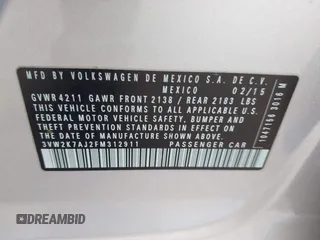 MFD BY VOLKSWAGEN DE MEXICO S.A. DE C.V.
MEXICO 02/15
GVWR 4211 GAWR FRONT 2138 / REAR 2183 LBS
THIS VEHICLE CONFORMS TO ALL APPLICABLE U.S.
FEDERAL MOTOR VEHICLE SAFETY, BUMPER AND
THEFT PREVENTION STANDARDS IN EFFECT ON
THE DATE OF MANUFACTURE SHOWN ABOVE
3VW2K7AJ2FM312911 PASSENGER CAR
1047156 3016 M
DREAMBID